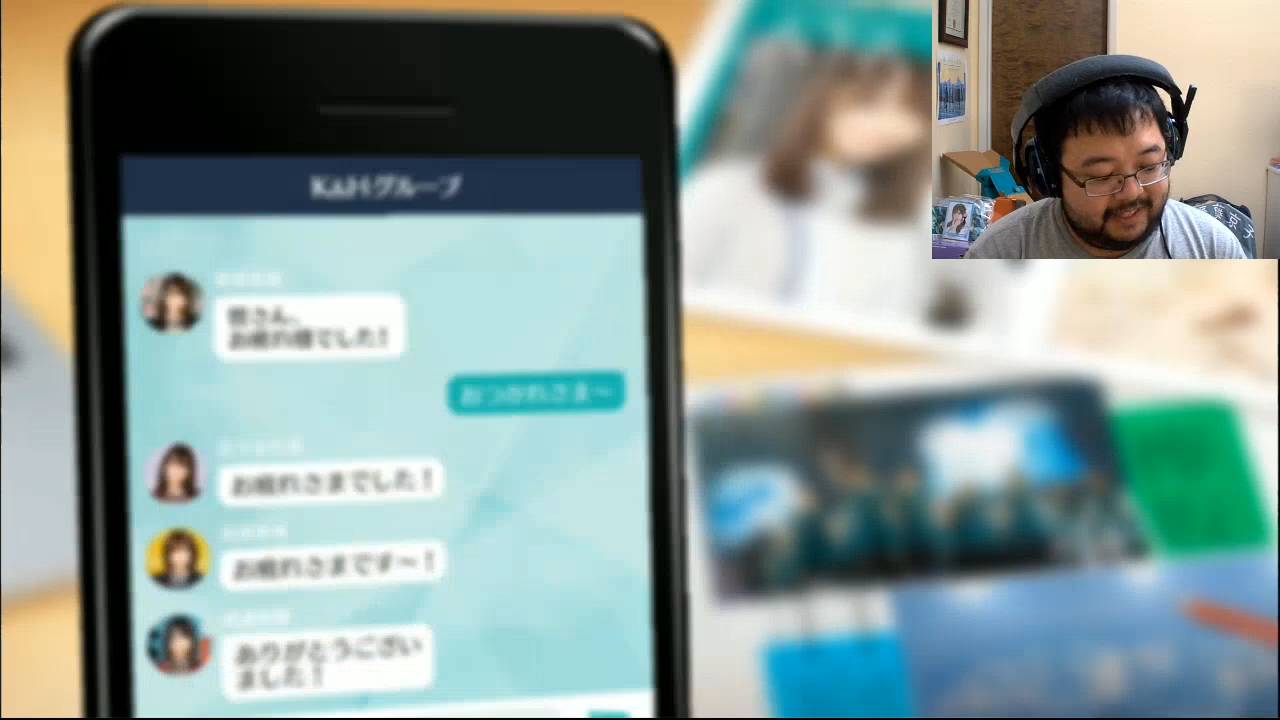 K&Hグループ
皆さん、
お疲れ様でした！
おつかれさま～
お疲れさまでした！
お疲れさまです～！
ありがとうござい
ました！